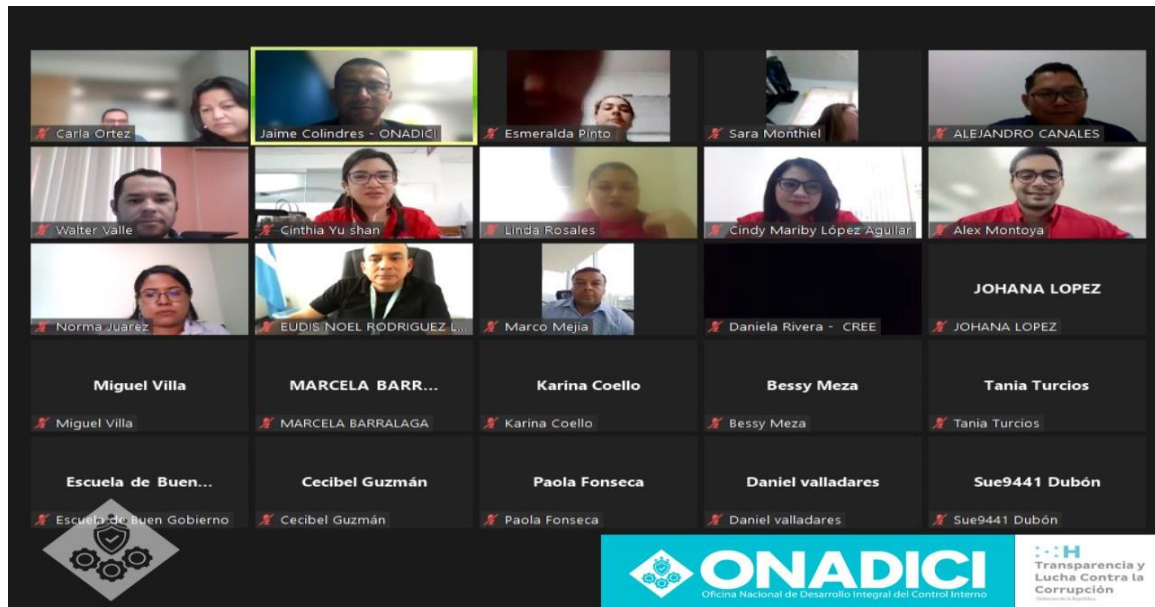 Carla Ortez
Jaime Colindres - ONADICI
Esmeralda Pinto
Sara Monthiel
ALEJANDRO CANALES
Walter Valle
Cinthia Yu shan
Linda Rosales
Cindy Mariby López Aguilar
Alex Montoya
Norma Juárez
EUDIS NOEL RODRIGUEZ L...
Marco Mejia
Daniela Rivera - CREE
JOHANA LOPEZ
JOHANA LOPEZ
Miguel Villa
MARCELA BARR...
Karina Coello
Bessy Meza
Tania Turcios
Miguel Villa
MARCELA BARRALAGA
Karina Coello
Bessy Meza
Tania Turcios
Escuela de Buen...
Cecibel Guzmán
Paola Fonseca
Daniel valladares
Sue9441 Dubón
Escuela de Buen Gobierno
Cecibel Guzmán
Paola Fonseca
Daniel valladares
Sue9441 Dubón
ONADICI
Oficina Nacional de Desarrollo Integral del Control Interno
H
Transparencia y
Lucha Contra la
Corrupción